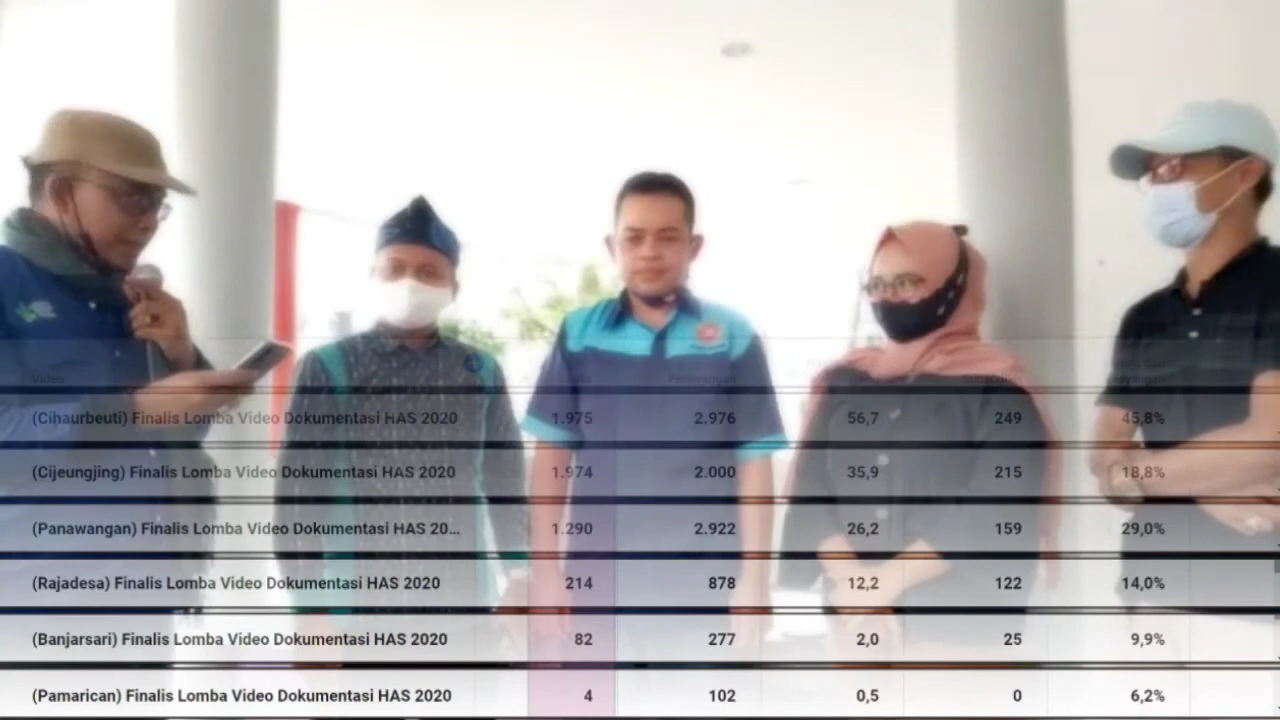 Video
Penayangan
(Cihaurbeuti) Finalis Lomba Video Dokumentasi HAS 2020 1.975 2.976 56,7 249 45,8%
(Cijeungjing) Finalis Lomba Video Dokumentasi HAS 2020 1.974 2.000 35,9 215 18,8%
(Panawangan) Finalis Lomba Video Dokumentasi HAS 20... 1.290 2.922 26,2 159 29,0%
(Rajadesa) Finalis Lomba Video Dokumentasi HAS 2020 214 878 12,2 122 14,0%
(Banjarsari) Finalis Lomba Video Dokumentasi HAS 2020 82 277 2,0 25 9,9%
(Pamarican) Finalis Lomba Video Dokumentasi HAS 2020 4 102 0,5 0 6,2%